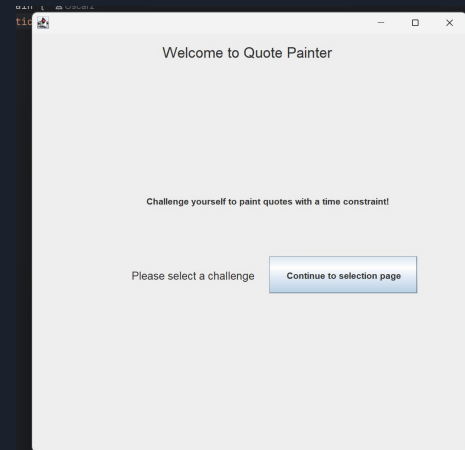 tic
Welcome to Quote Painter
Challenge yourself to paint quotes with a time constraint!
Please select a challenge
Continue to selection page